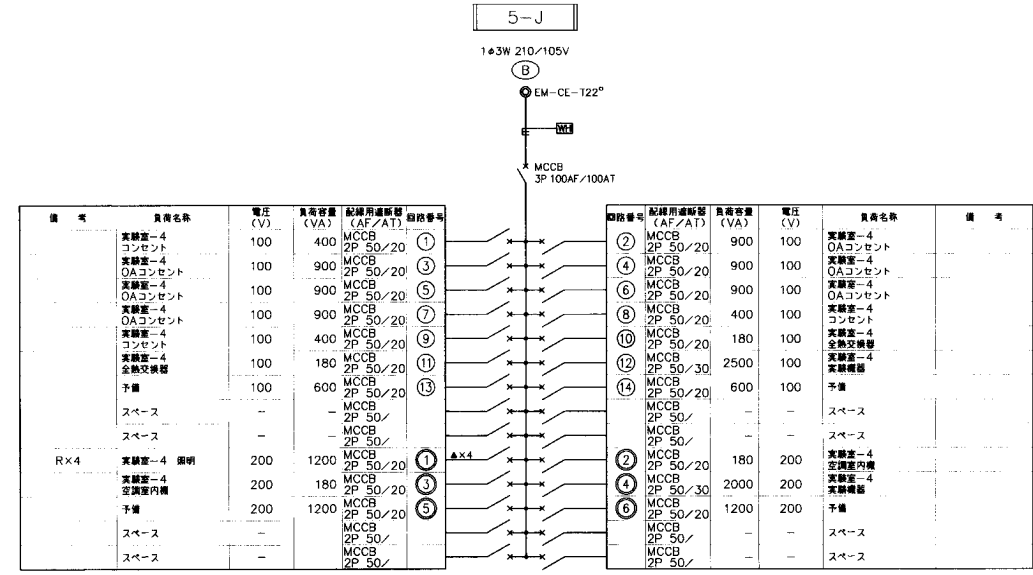 5-J
1φ3W 210/105V
B
EM-CE-T22°
WH
MCCB
3P 100AF/100AT
備 考 負荷名称 電圧(V) 負荷容量(VA) 配線用遮断器(AF/AT) 回路番号
実験室-4 コンセント 100 400 MCCB 2P 50/20 ①
実験室-4 OAコンセント 100 900 MCCB 2P 50/20 ③
実験室-4 OAコンセント 100 900 MCCB 2P 50/20 ⑤
実験室-4 OAコンセント 100 900 MCCB 2P 50/20 ⑦
実験室-4 コンセント 100 400 MCCB 2P 50/20 ⑨
実験室-4 全熱交換器 100 180 MCCB 2P 50/20 ⑪
予備 100 600 MCCB 2P 50/20 ⑬
スペース - - MCCB 2P 50/
スペース - - MCCB 2P 50/
R×4 実験室-4 照明 200 1200 MCCB 2P 50/20 ① ▲×4
実験室-4 空調室内機 200 180 MCCB 2P 50/20 ③
予備 200 1200 MCCB 2P 50/20 ⑤
スペース - MCCB 2P 50/
スペース - MCCB 2P 50/
回路番号 配線用遮断器(AF/AT) 負荷容量(VA) 電圧(V) 負荷名称 備 考
② MCCB 2P 50/20 900 100 実験室-4 OAコンセント
④ MCCB 2P 50/20 900 100 実験室-4 OAコンセント
⑥ MCCB 2P 50/20 900 100 実験室-4 OAコンセント
⑧ MCCB 2P 50/20 400 100 実験室-4 コンセント
⑩ MCCB 2P 50/20 180 100 実験室-4 全熱交換器
⑫ MCCB 2P 50/30 2500 100 実験室-4 実験機器
⑭ MCCB 2P 50/20 600 100 予備
MCCB 2P 50/ - - スペース
MCCB 2P 50/ - - スペース
② MCCB 2P 50/20 180 200 実験室-4 空調室内機
④ MCCB 2P 50/30 2000 200 実験室-4 実験機器
⑥ MCCB 2P 50/20 1200 200 予備
MCCB 2P 50/ - - スペース
MCCB 2P 50/ - - スペース